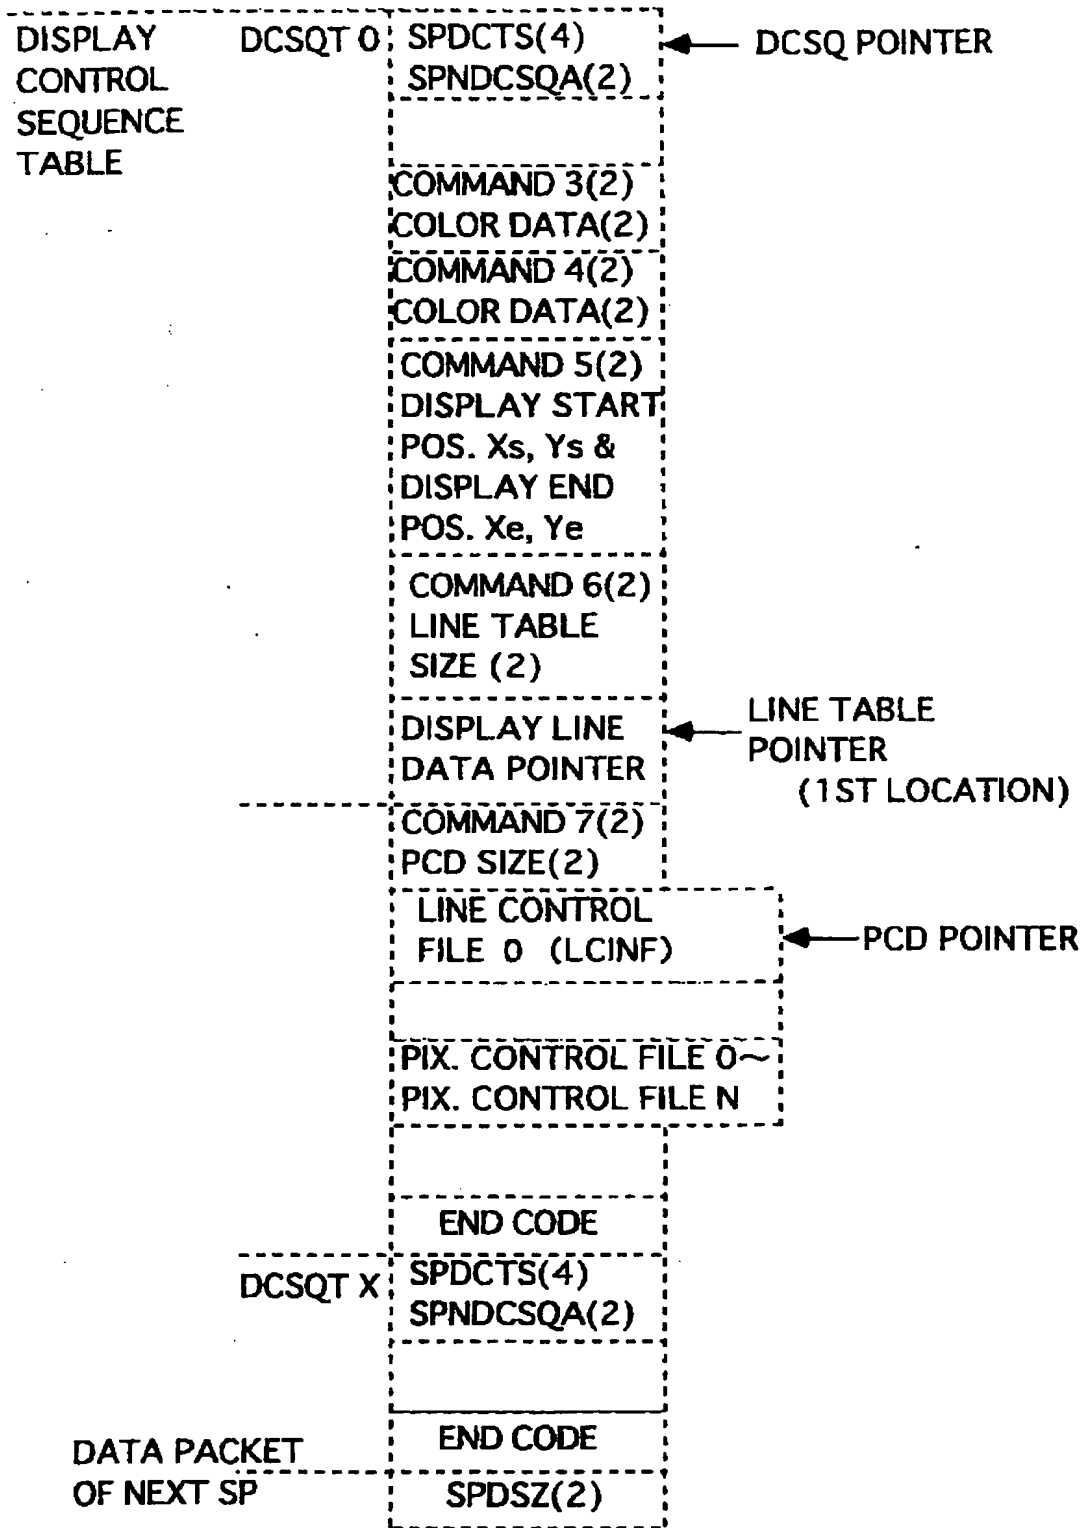 DISPLAY
CONTROL
SEQUENCE
TABLE
DCSQT 0
SPDCTS(4)
SPNDCSQA(2)
DCSQ POINTER
COMMAND 3(2)
COLOR DATA(2)
COMMAND 4(2)
COLOR DATA(2)
COMMAND 5(2)
DISPLAY START
POS. Xs, Ys &
DISPLAY END
POS. Xe, Ye
COMMAND 6(2)
LINE TABLE
SIZE (2)
DISPLAY LINE
DATA POINTER
LINE TABLE
POINTER
(1ST LOCATION)
COMMAND 7(2)
PCD SIZE(2)
LINE CONTROL
FILE 0 (LCINF)
PCD POINTER
PIX. CONTROL FILE 0~
PIX. CONTROL FILE N
END CODE
DCSQT X
SPDCTS(4)
SPNDCSQA(2)
END CODE
DATA PACKET
OF NEXT SP
SPDSZ(2)